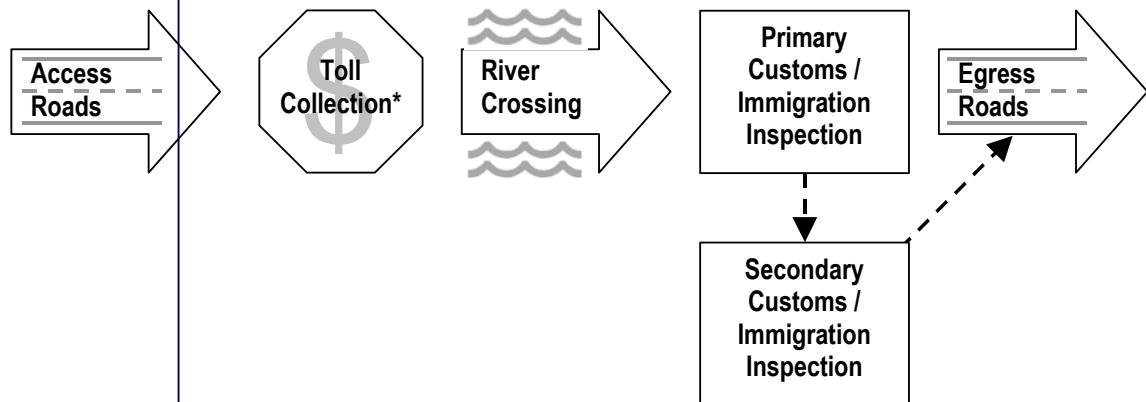 Access
Roads
$
Toll
Collection*
River
Crossing
Primary
Customs /
Immigration
Inspection
Egress
Roads
Secondary
Customs /
Immigration
Inspection